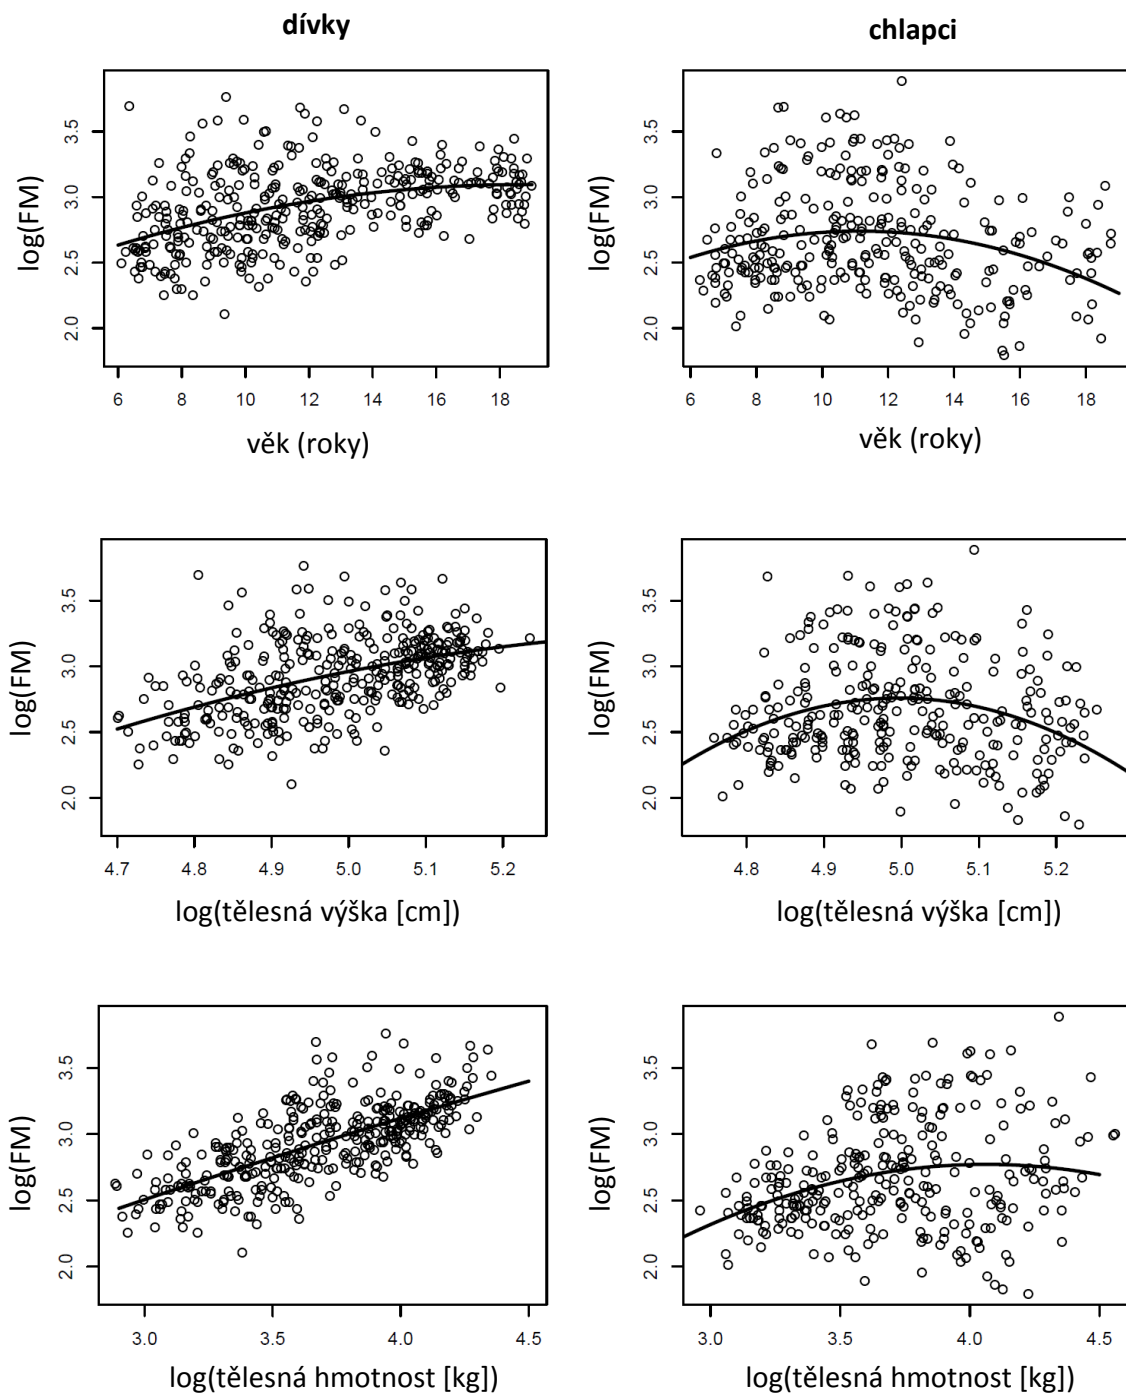 dívky
chlapci
log(FM)
3.5
3.0
2.5
2.0
6 8 10 12 14 16 18
věk (roky)
log(FM)
3.5
3.0
2.5
2.0
6 8 10 12 14 16 18
věk (roky)
log(FM)
3.5
3.0
2.5
2.0
4.7 4.8 4.9 5.0 5.1 5.2
log(tělesná výška [cm])
log(FM)
3.5
3.0
2.5
2.0
4.8 4.9 5.0 5.1 5.2
log(tělesná výška [cm])
log(FM)
3.5
3.0
2.5
2.0
3.0 3.5 4.0 4.5
log(tělesná hmotnost [kg])
log(FM)
3.5
3.0
2.5
2.0
3.0 3.5 4.0 4.5
log(tělesná hmotnost [kg])